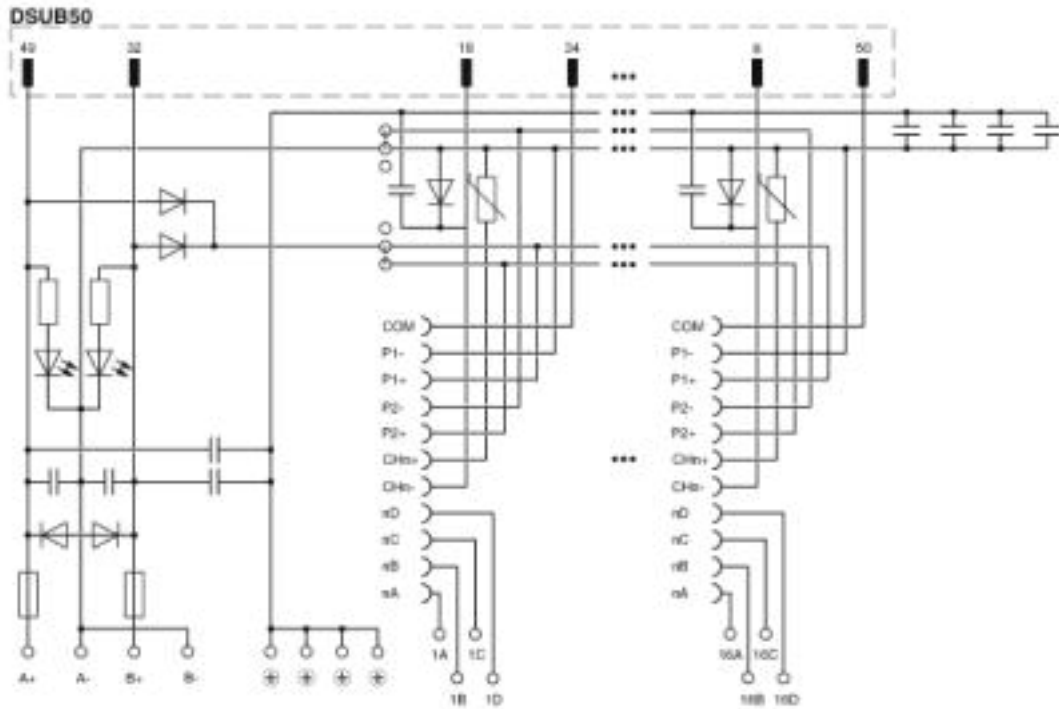 DSUB50
49 32 18 34 ••• 8 50
COM COM
P1- P1-
P1+ P1+
P2- P2-
P2+ P2+
CHn+ ••• CHn+
CHn- CHn-
nD nD
nC nC
nB nB
nA nA
1A 1C 16A 16C
A+ A- B+ B-
1B 1D 16B 16D